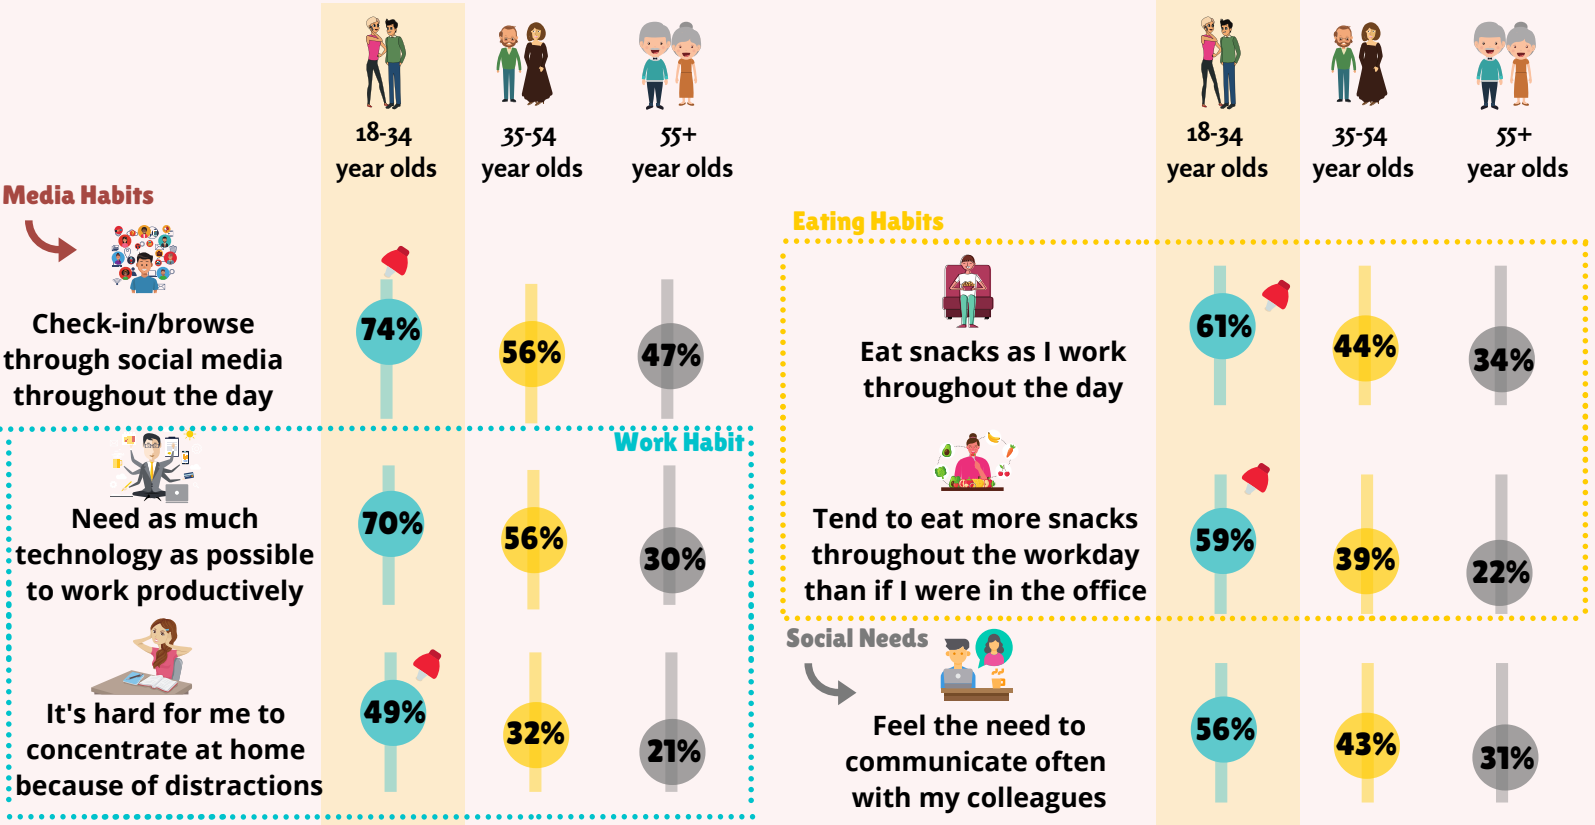 18-34
year olds
35-54
year olds
55+
year olds
Media Habits
Check-in/browse
through social media
throughout the day
74%
56%
47%
Work Habit
Need as much
technology as possible
to work productively
70%
56%
30%
It's hard for me to
concentrate at home
because of distractions
49%
32%
21%
18-34
year olds
35-54
year olds
55+
year olds
Eating Habits
Eat snacks as I work
throughout the day
61%
44%
34%
Tend to eat more snacks
throughout the workday
than if I were in the office
59%
39%
22%
Social Needs
Feel the need to
communicate often
with my colleagues
56%
43%
31%